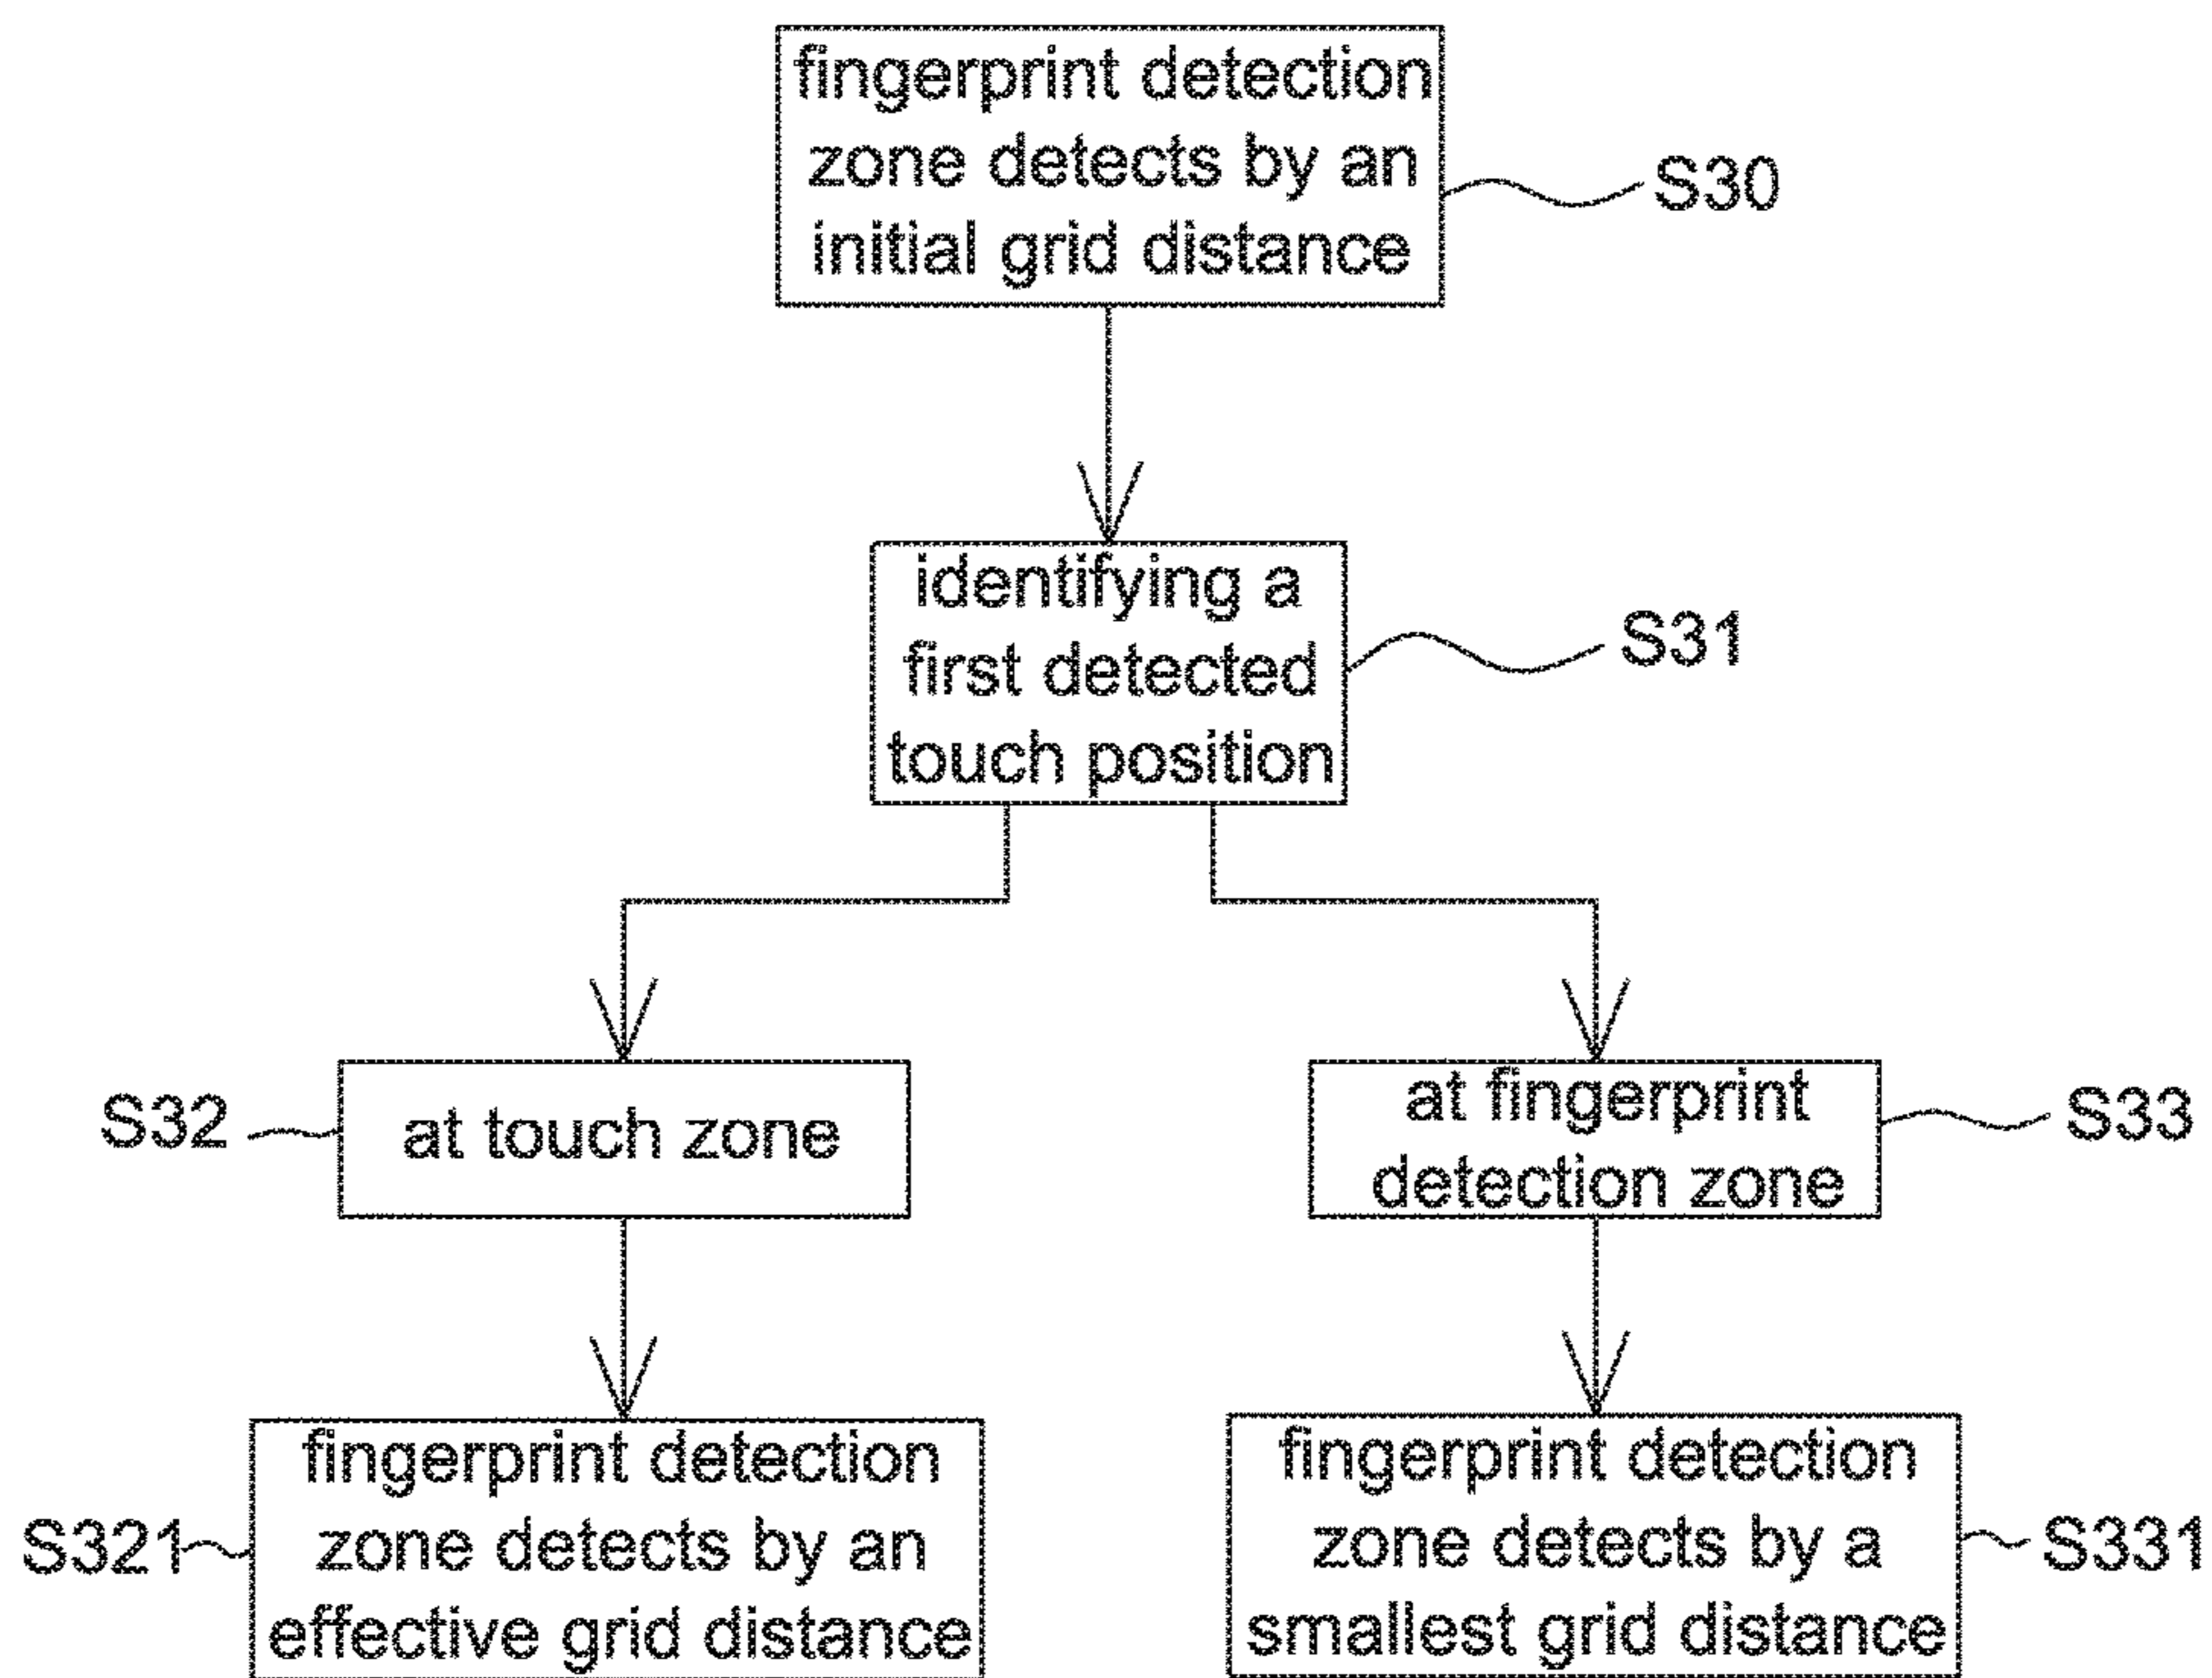 fingerprint detection
zone detects by an
initial grid distance
S30
identifying a
first detected
touch position
S31
S32
at touch zone
at fingerprint
detection zone
S33
S321
fingerprint detection
zone detects by an
effective grid distance
fingerprint detection
zone detects by a
smallest grid distance
S331